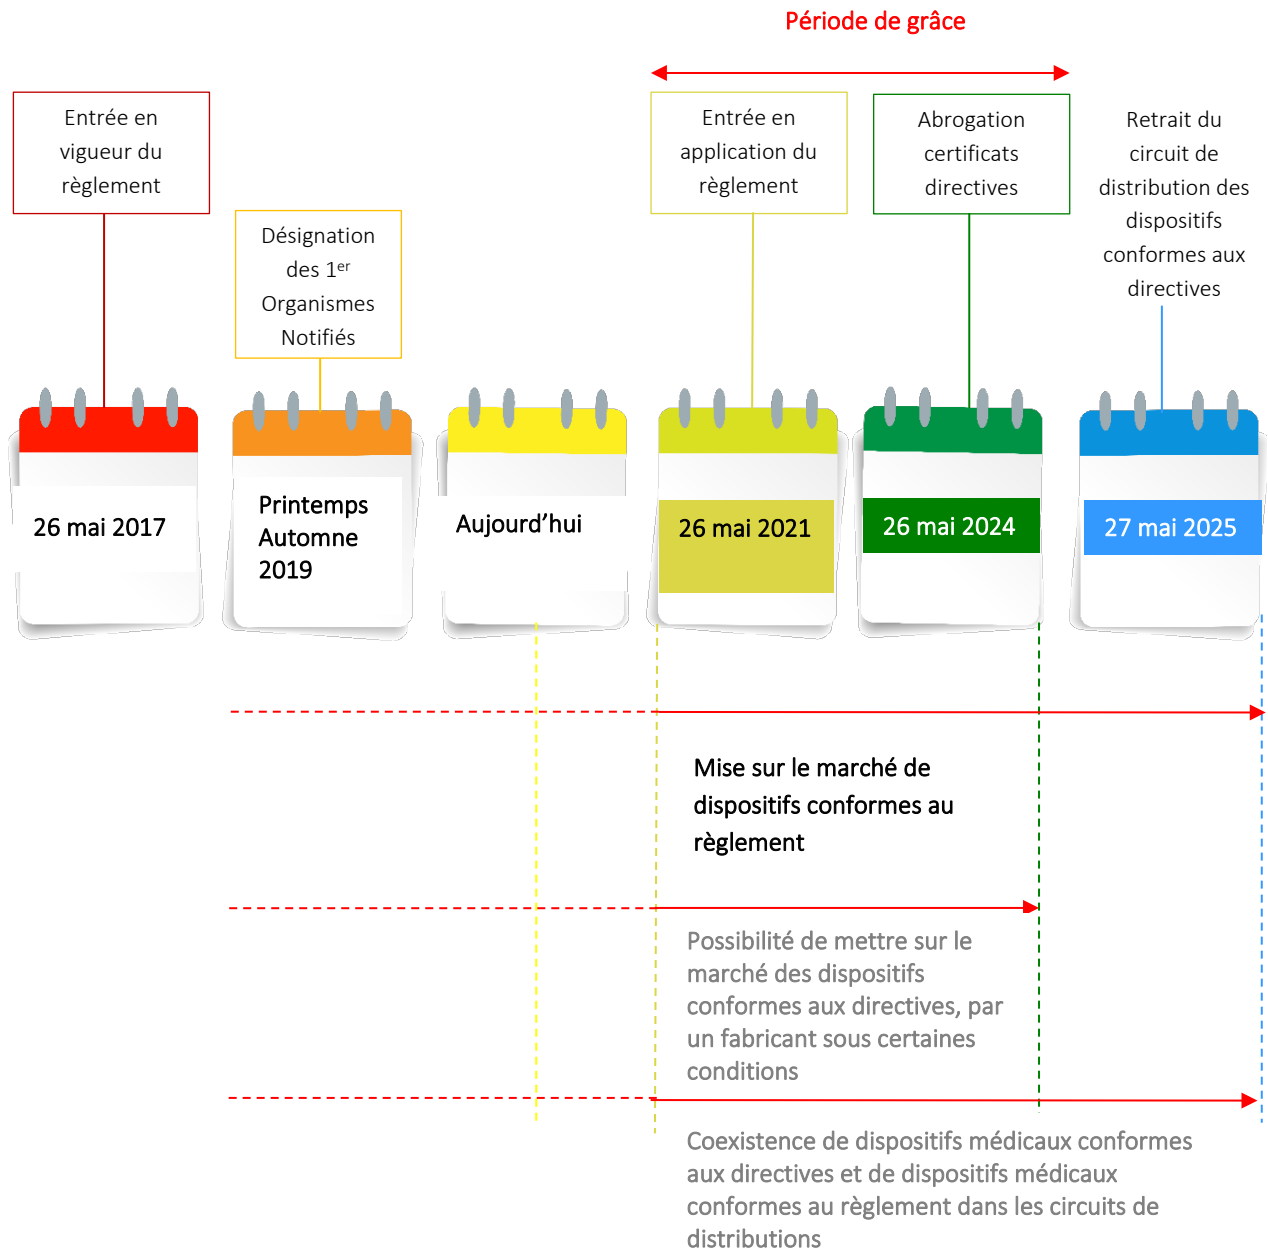 Période de grâce
Entrée en
vigueur du
règlement
Entrée en
application du
règlement
Abrogation
certificats
directives
Retrait du
circuit de
distribution des
dispositifs
conformes aux
directives
Désignation
des 1er
Organismes
Notifiés
26 mai 2017
Printemps
Automne
2019
Aujourd’hui
26 mai 2021
26 mai 2024
27 mai 2025
Mise sur le marché de
dispositifs conformes au
règlement
Possibilité de mettre sur le
marché des dispositifs
conformes aux directives, par
un fabricant sous certaines
conditions
Coexistence de dispositifs médicaux conformes
aux directives et de dispositifs médicaux
conformes au règlement dans les circuits de
distributions